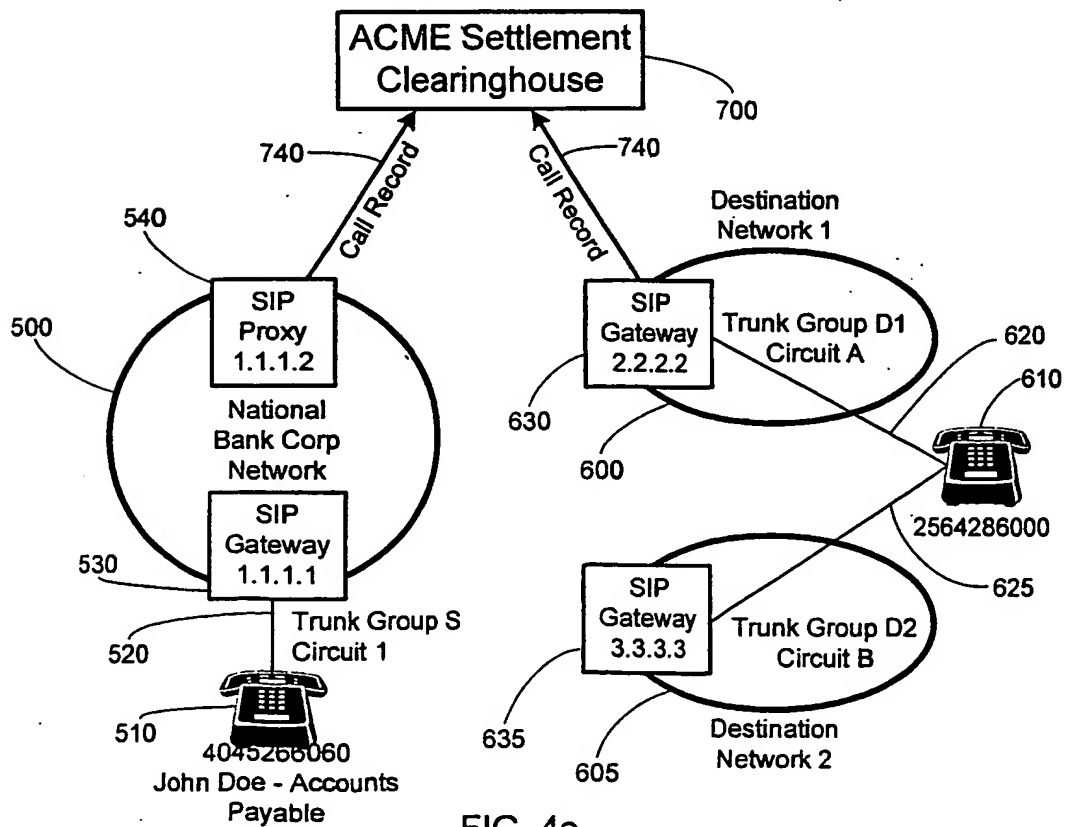 ACME Settlement
Clearinghouse
700
740
Call Record
740
Call Record
540
SIP
Proxy
1.1.1.2
500
National
Bank Corp
Network
SIP
Gateway
1.1.1.1
530
520
Trunk Group S
Circuit 1
510
4045266060
John Doe - Accounts
Payable
Destination
Network 1
SIP
Gateway
2.2.2.2
Trunk Group D1
Circuit A
620
610
630
600
2564286000
625
SIP
Gateway
3.3.3.3
Trunk Group D2
Circuit B
635
605
Destination
Network 2